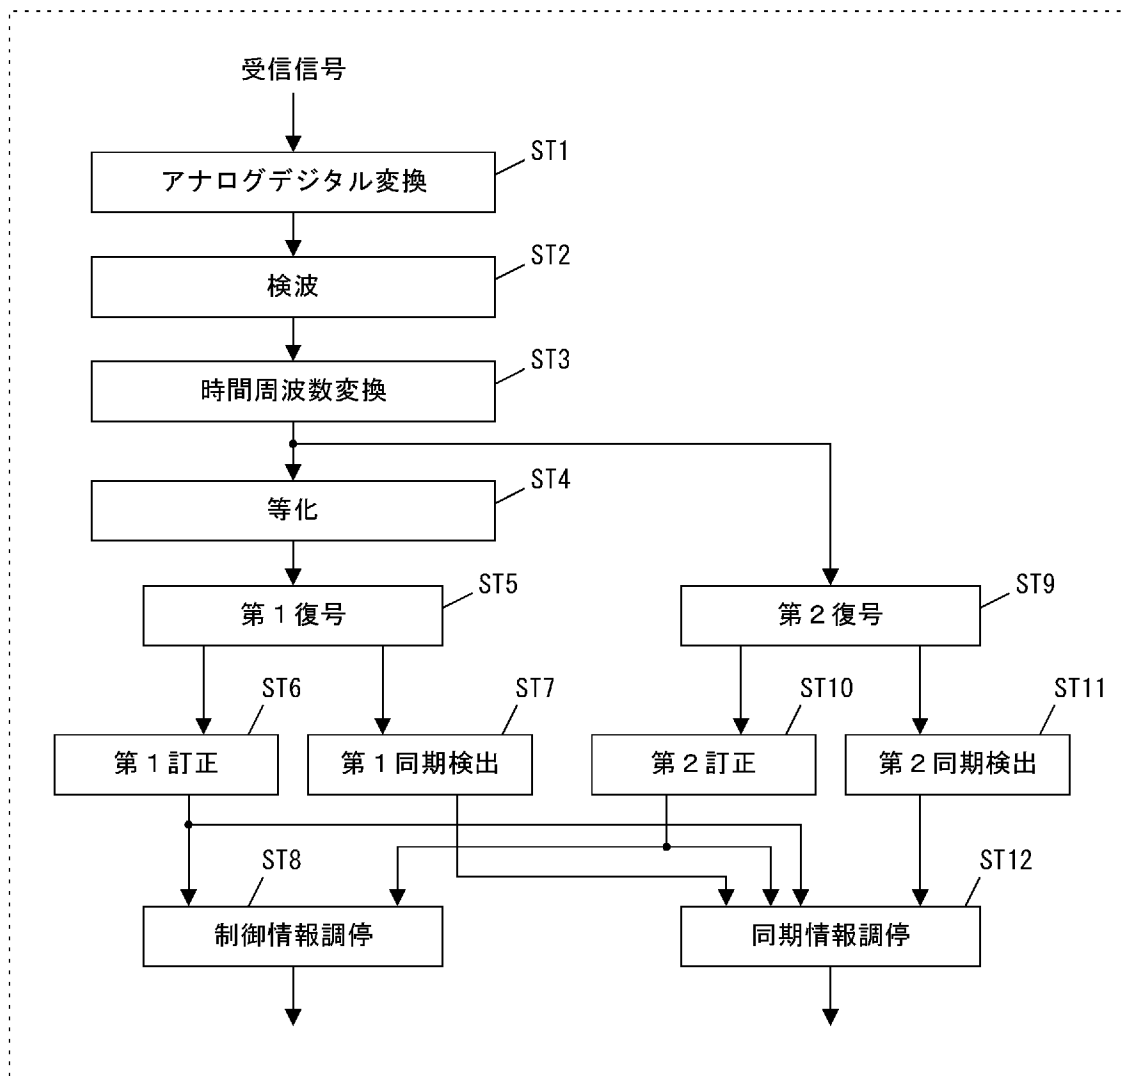 受信信号
ST1
アナログデジタル変換
ST2
検波
ST3
時間周波数変換
ST4
等化
ST5
第１復号
ST9
第２復号
ST6
ST7
ST10
ST11
第１訂正
第１同期検出
第２訂正
第２同期検出
ST8
ST12
制御情報調停
同期情報調停